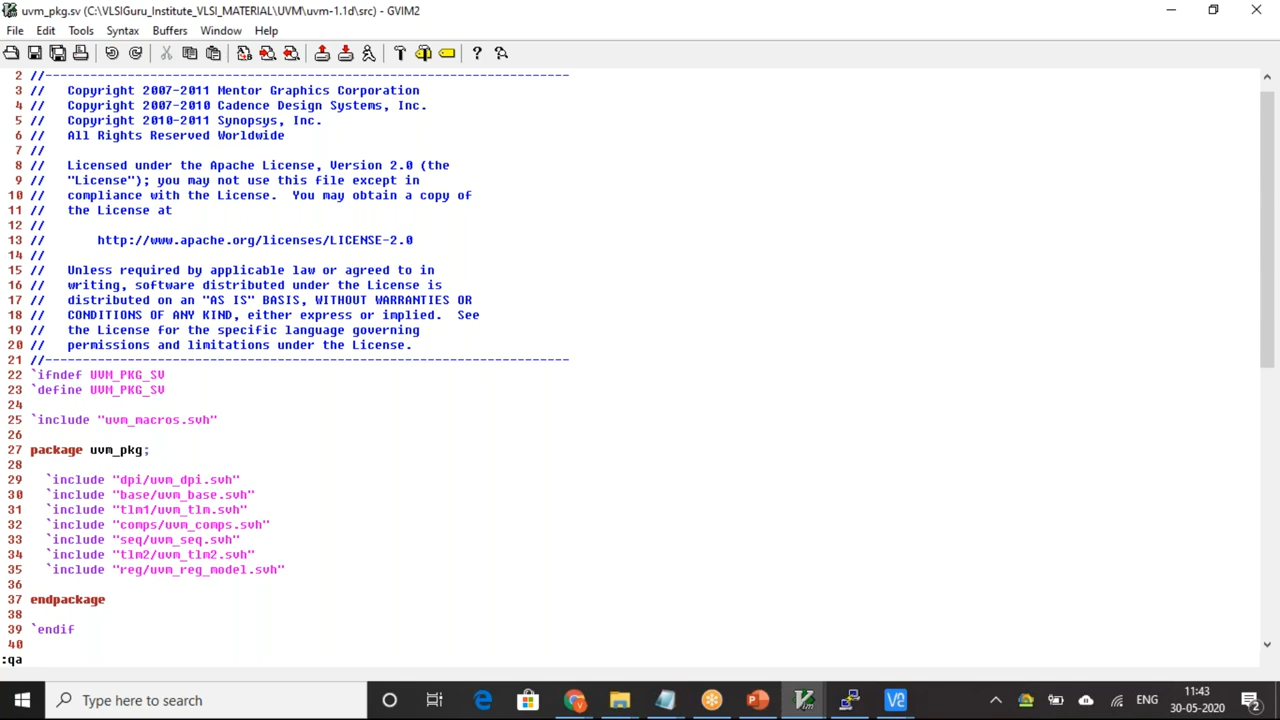 uvm_pkg.sv (C:\VLSIGuru_Institute_VLSI_MATERIAL\UVM\uvm-1.1d\src) - GVIM2
File Edit Tools Syntax Buffers Window Help
2 //----------------------------------------------------------------------
3 //   Copyright 2007-2011 Mentor Graphics Corporation
4 //   Copyright 2007-2010 Cadence Design Systems, Inc.
5 //   Copyright 2010-2011 Synopsys, Inc.
6 //   All Rights Reserved Worldwide
7 //
8 //   Licensed under the Apache License, Version 2.0 (the
9 //   "License"); you may not use this file except in
10 //   compliance with the License.  You may obtain a copy of
11 //   the License at
12 //
13 //       http://www.apache.org/licenses/LICENSE-2.0
14 //
15 //   Unless required by applicable law or agreed to in
16 //   writing, software distributed under the License is
17 //   distributed on an "AS IS" BASIS, WITHOUT WARRANTIES OR
18 //   CONDITIONS OF ANY KIND, either express or implied.  See
19 //   the License for the specific language governing
20 //   permissions and limitations under the License.
21 //----------------------------------------------------------------------
22 `ifndef UVM_PKG_SV
23 `define UVM_PKG_SV
24
25 `include "uvm_macros.svh"
26
27 package uvm_pkg;
28
29   `include "dpi/uvm_dpi.svh"
30   `include "base/uvm_base.svh"
31   `include "tlm1/uvm_tlm.svh"
32   `include "comps/uvm_comps.svh"
33   `include "seq/uvm_seq.svh"
34   `include "tlm2/uvm_tlm2.svh"
35   `include "reg/uvm_reg_model.svh"
36
37 endpackage
38
39 `endif
40
:qa
Type here to search
ENG
11:43
30-05-2020
2